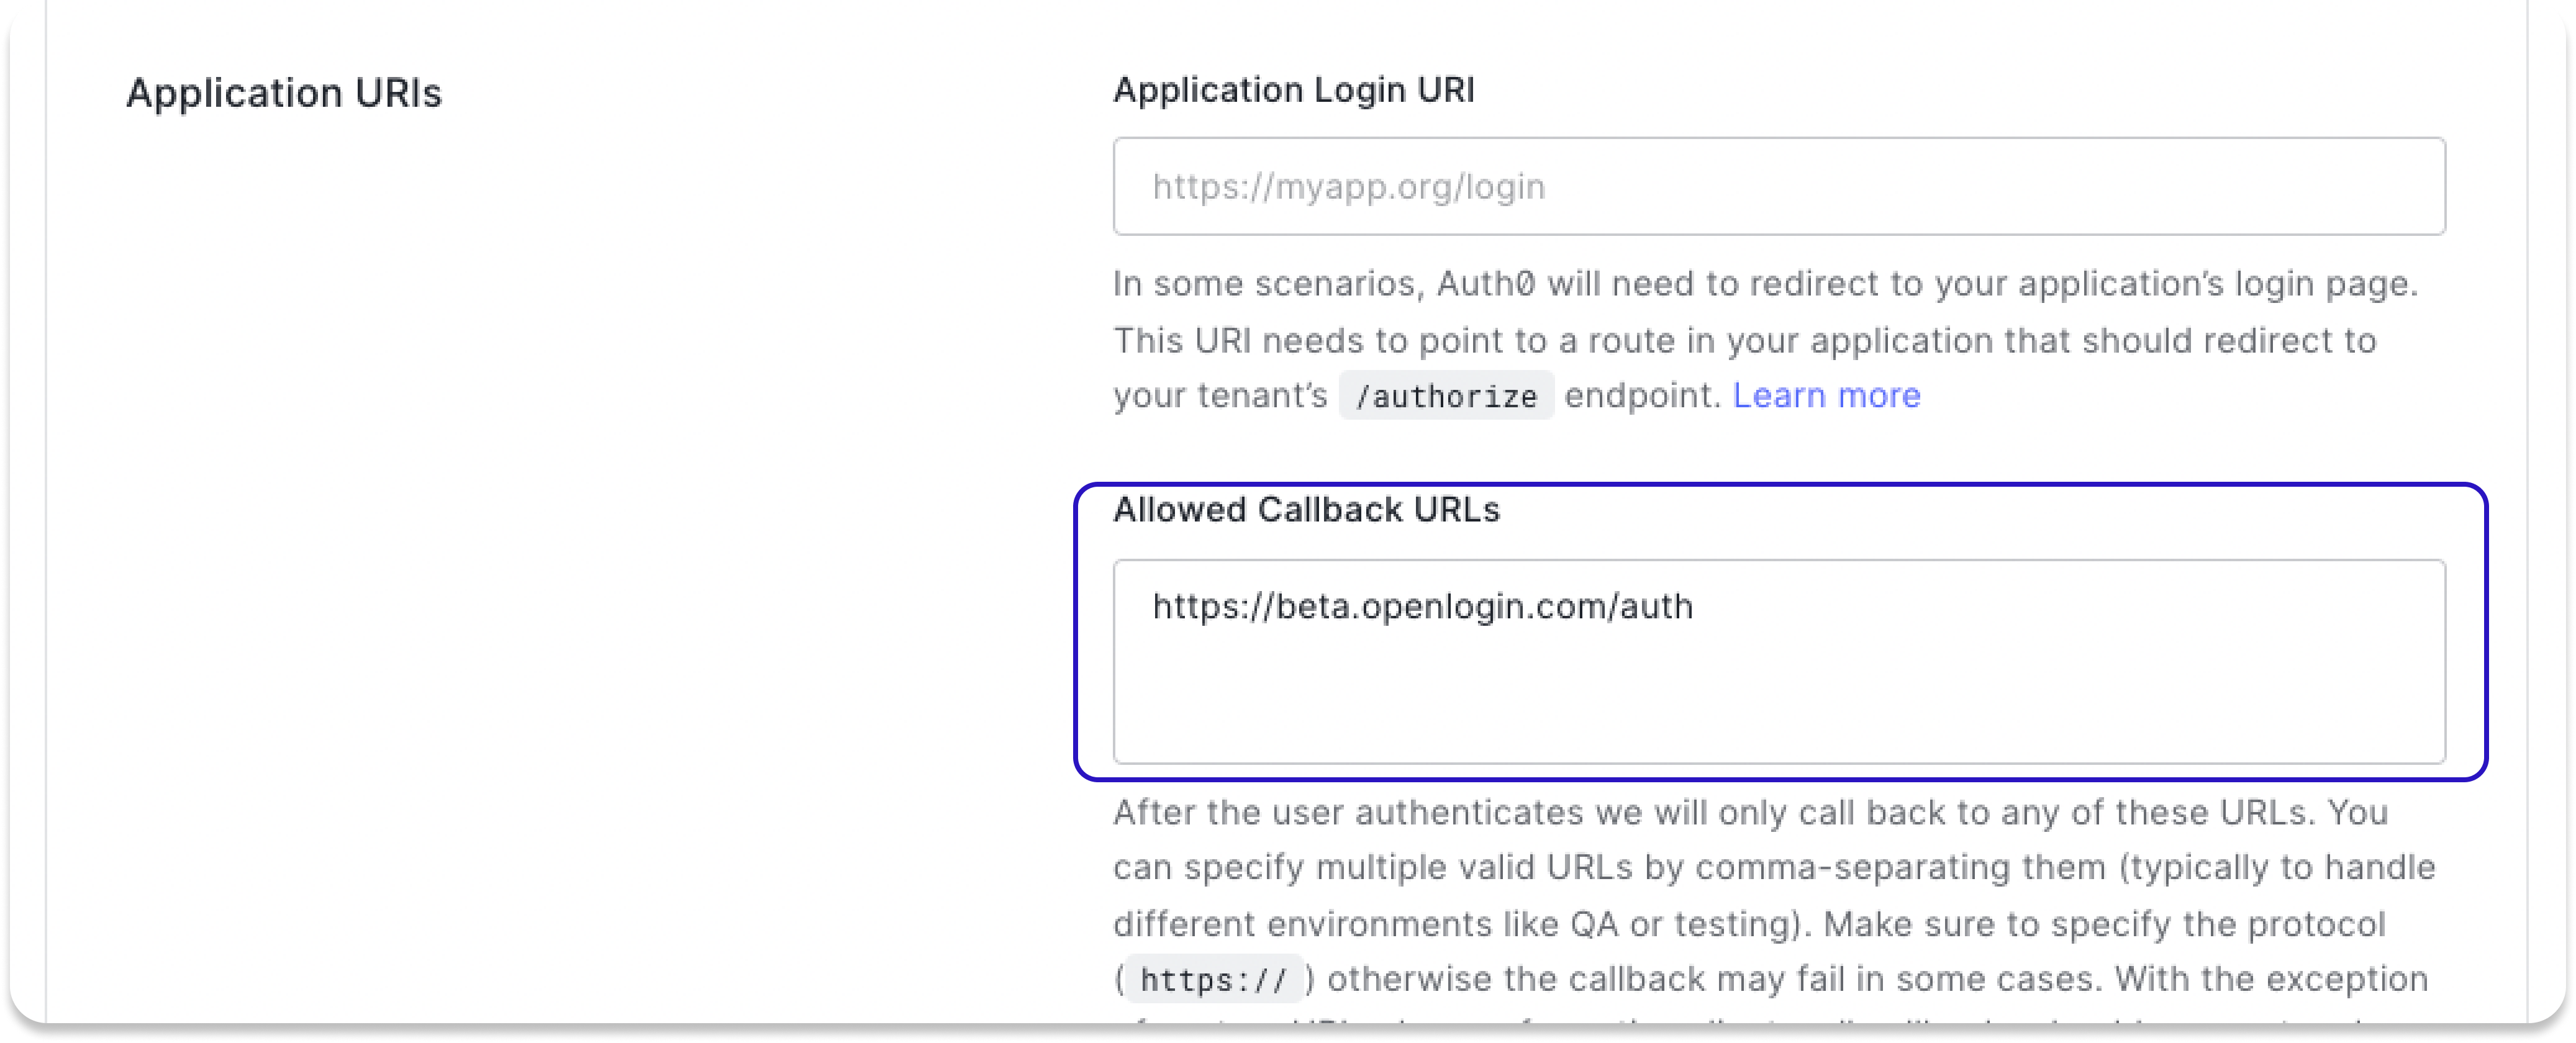 Application URIs
Application Login URI
https://myapp.org/login
In some scenarios, Auth0 will need to redirect to your application’s login page.
This URI needs to point to a route in your application that should redirect to
your tenant’s /authorize endpoint. Learn more
Allowed Callback URLs
https://beta.openlogin.com/auth
After the user authenticates we will only call back to any of these URLs. You
can specify multiple valid URLs by comma-separating them (typically to handle
different environments like QA or testing). Make sure to specify the protocol
( https:// ) otherwise the callback may fail in some cases. With the exception